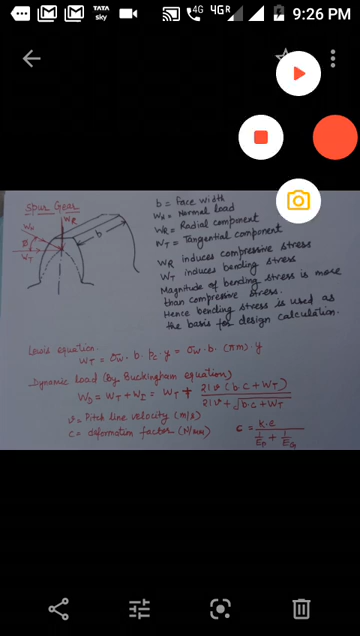 TATA sky 4G 4GR 9:26 PM
Spur Gear
b = face width
WN = Normal load
WR = Radial component
WT = Tangential component
WR
WN
Ø
WT
b
WR induces compressive stress
WT induces bending stress
Magnitude of bending stress is more
than compressive stress.
Hence bending stress is used as
the basis for design calculation.
Lewis equation.
WT = σw . b . Pc . y = σw . b . (πm) . y
Dynamic load (By Buckingham equation)
WD = WT + WI = WT + 21v (b.c + WT) / 21v + √b.c + WT
v = Pitch line velocity (m/s)
c = deformation factor (N/mm)
c = K.e / 1/EP + 1/EG